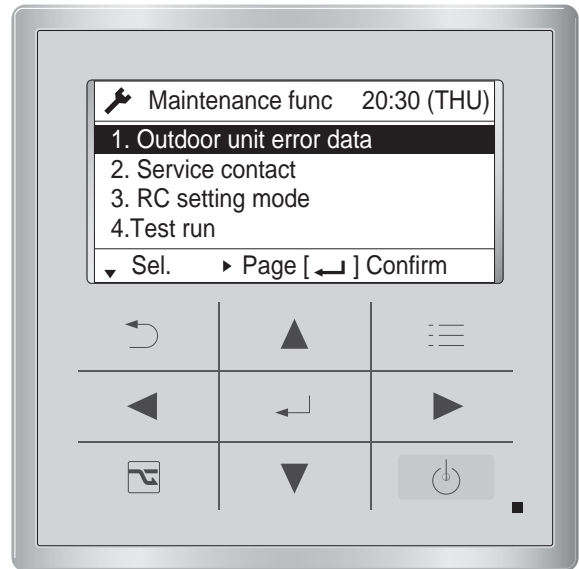 Maintenance func 20:30 (THU)
1. Outdoor unit error data
2. Service contact
3. RC setting mode
4.Test run
Sel. Page [ ] Confirm